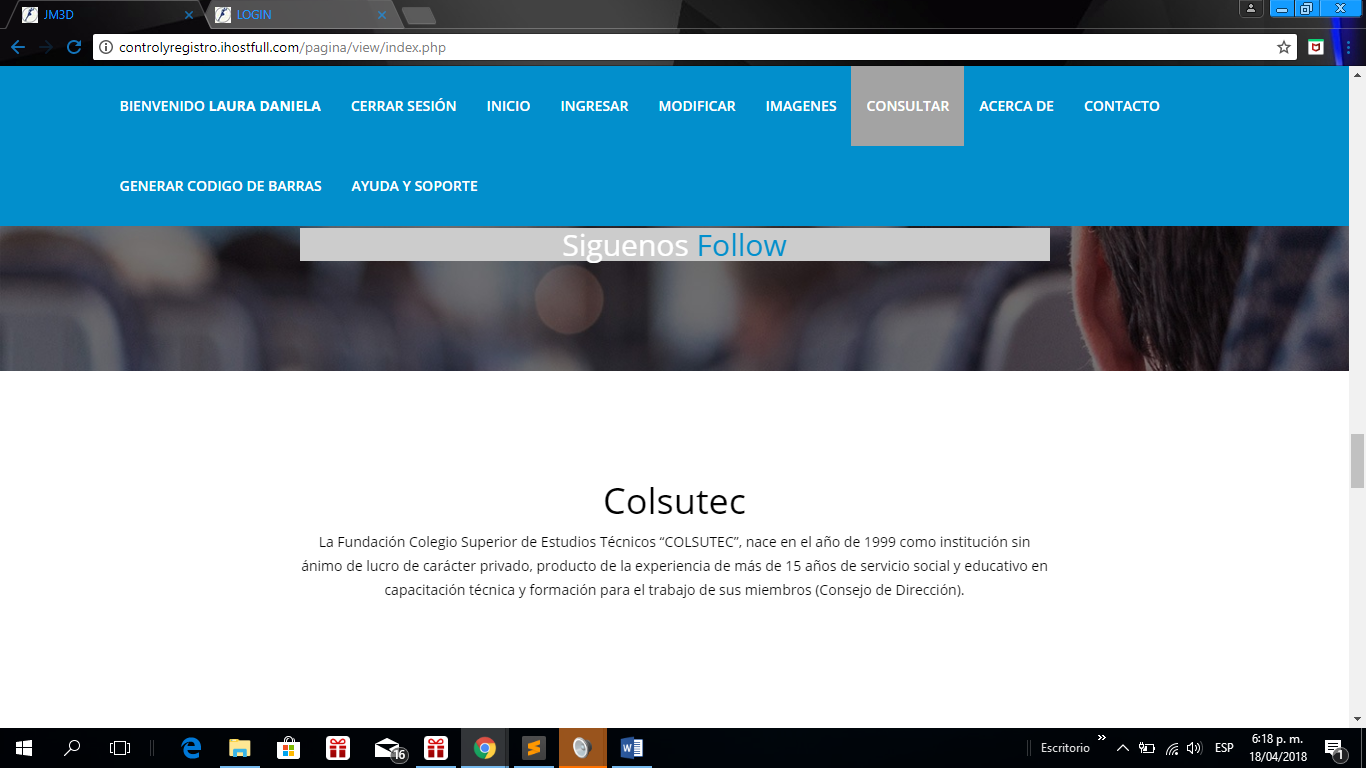 JM3D
LOGIN
controlyregistro.ihostfull.com/pagina/view/index.php
BIENVENIDO LAURA DANIELA CERRAR SESIÓN INICIO INGRESAR MODIFICAR IMAGENES CONSULTAR ACERCA DE CONTACTO
GENERAR CODIGO DE BARRAS AYUDA Y SOPORTE
Siguenos Follow
Colsutec
La Fundación Colegio Superior de Estudios Técnicos “COLSUTEC”, nace en el año de 1999 como institución sin
ánimo de lucro de carácter privado, producto de la experiencia de más de 15 años de servicio social y educativo en
capacitación técnica y formación para el trabajo de sus miembros (Consejo de Dirección).
16
Escritorio
ESP
6:18 p. m.
18/04/2018
1